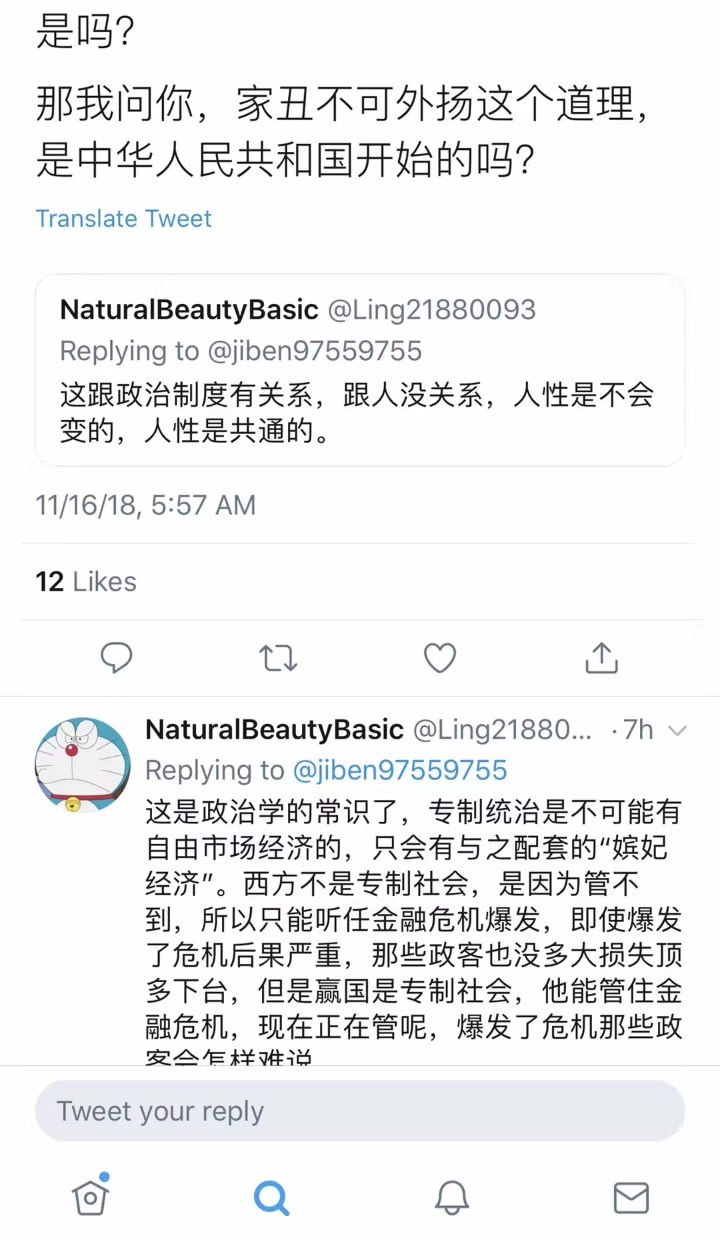 是吗？
那我问你，家丑不可外扬这个道理，
是中华人民共和国开始的吗？
Translate Tweet
NaturalBeautyBasic @Ling21880093
Replying to @jiben97559755
这跟政治制度有关系，跟人没关系，人性是不会
变的，人性是共通的。
11/16/18, 5:57 AM
12 Likes
NaturalBeautyBasic @Ling21880... · 7h
Replying to @jiben97559755
这是政治学的常识了，专制统治是不可能有
自由市场经济的，只会有与之配套的“嫔妃
经济”。西方不是专制社会，是因为管不
到，所以只能听任金融危机爆发，即使爆发
了危机后果严重，那些政客也没多大损失顶
多下台，但是赢国是专制社会，他能管住金
融危机，现在正在管呢，爆发了危机那些政
客会怎样难说
Tweet your reply